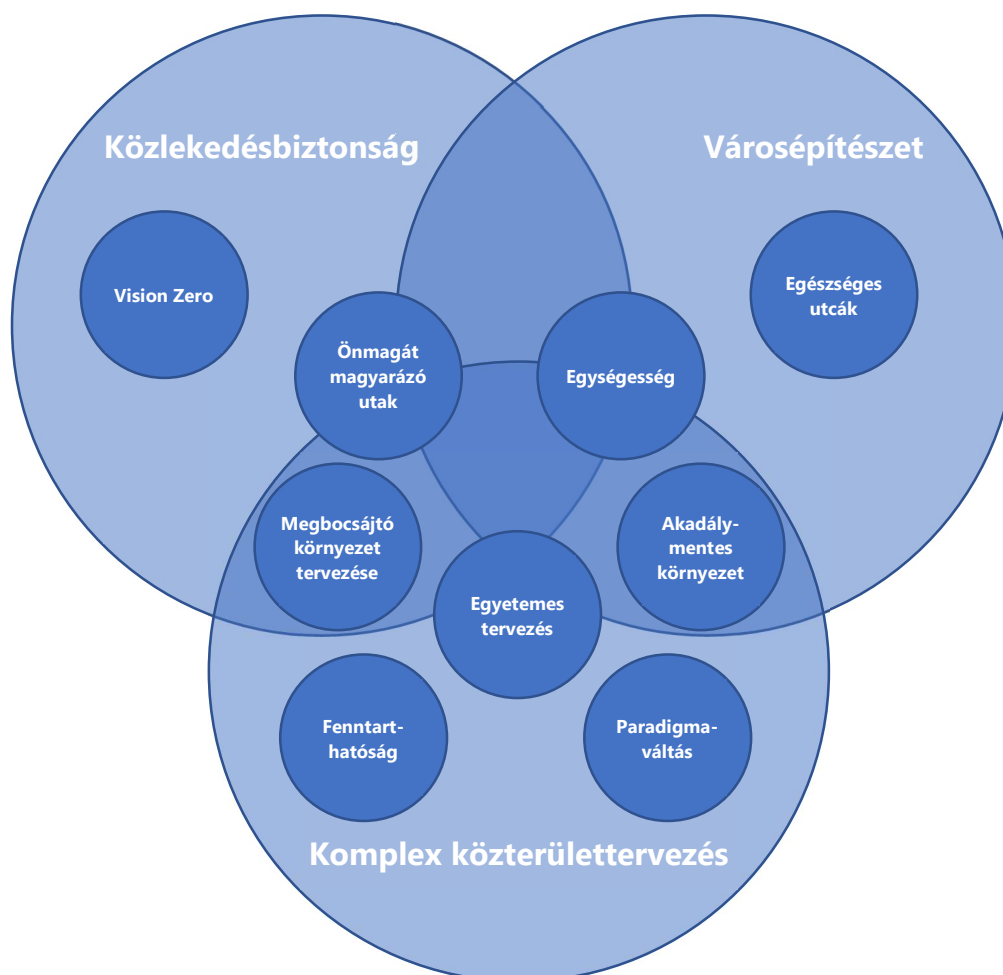 Közlekedésbiztonság
Városépítészet
Vision Zero
Egészséges
utcák
Önmagát
magyarázó
utak
Egységesség
Megbocsájtó
környezet
tervezése
Akadály-
mentes
környezet
Egyetemes
tervezés
Fenntart-
hatóság
Paradigma-
váltás
Komplex közterülettervezés